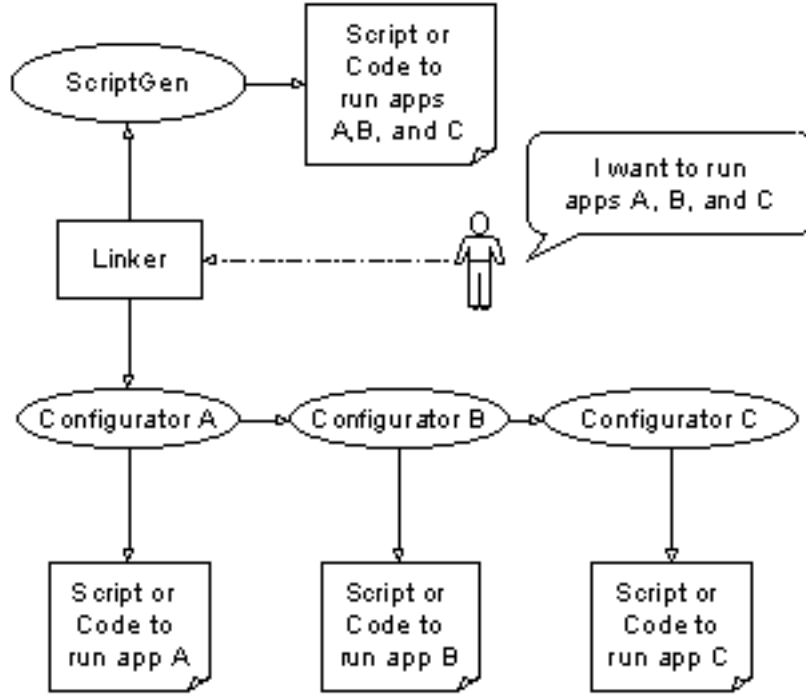 ScriptGen
Script or
Code to
run apps
A,B, and C
I want to run
apps A, B, and C
Linker
Configurator A
Configurator B
Configurator C
Script or
Code to
run app A
Script or
Code to
run app B
Script or
Code to
run app C